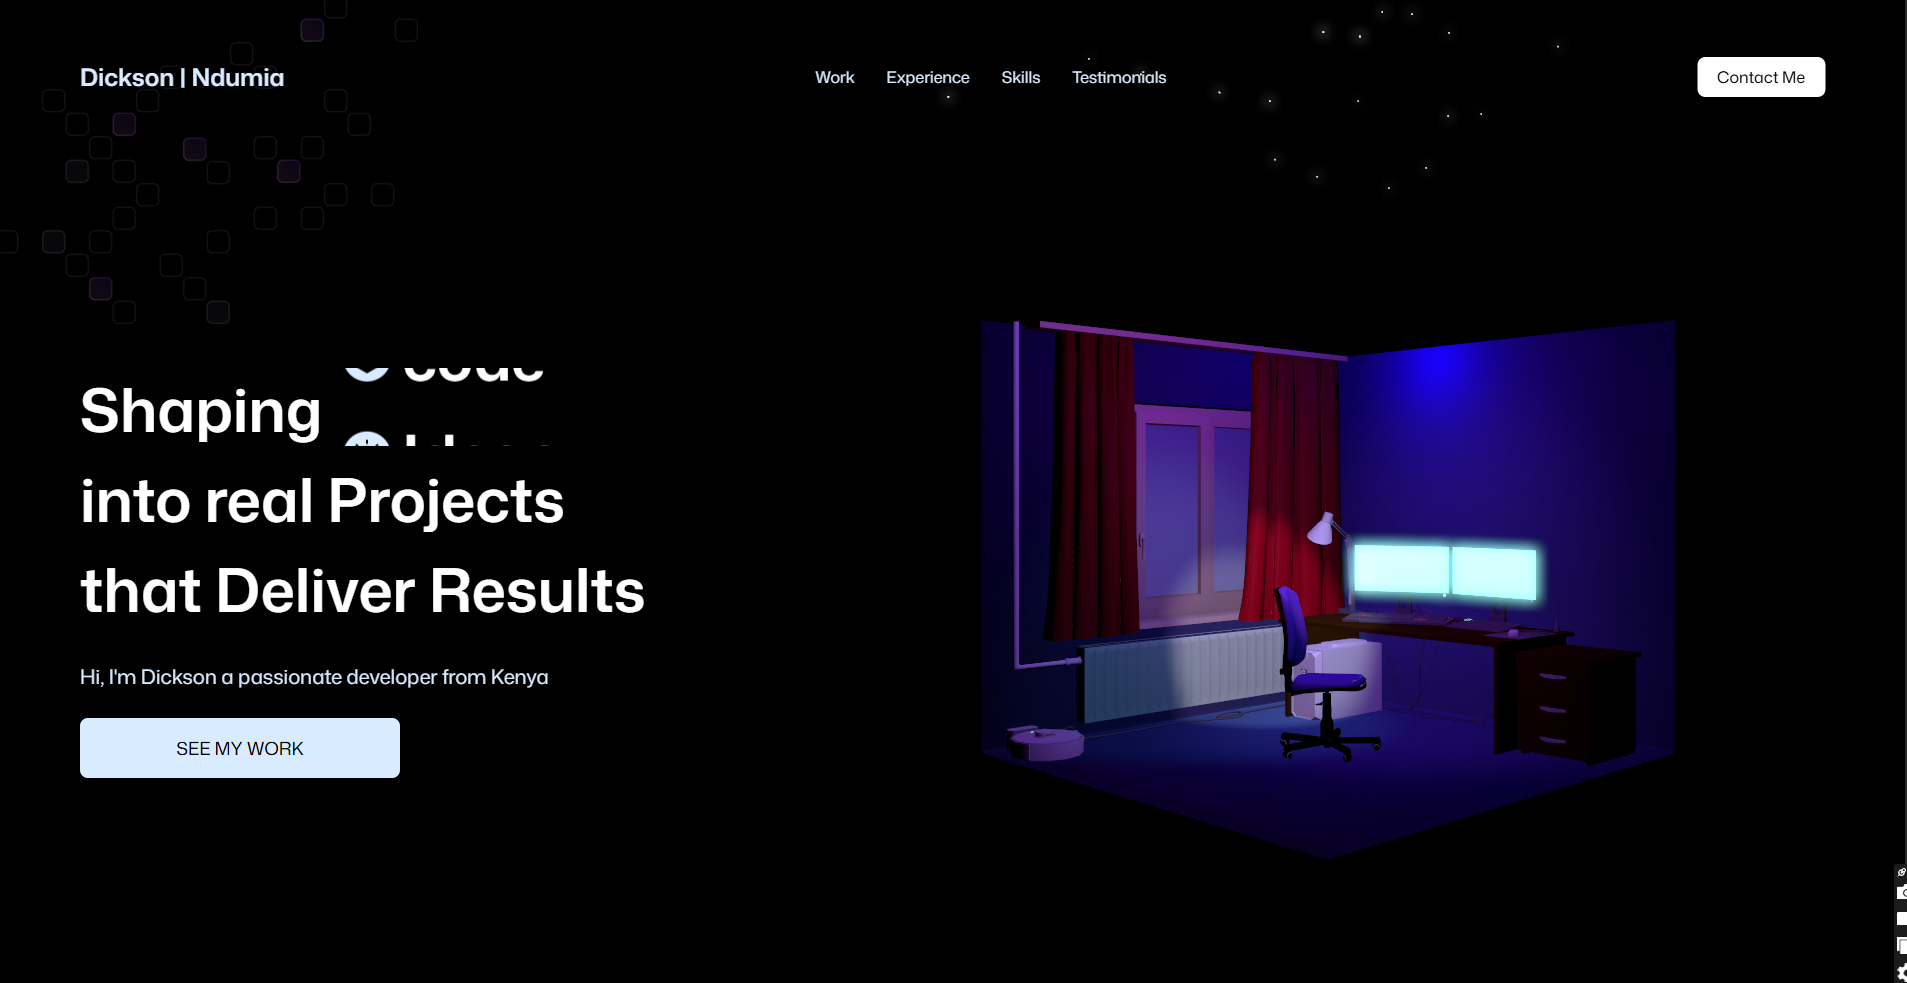 Dickson | Ndumia
Work Experience Skills Testimonials
Contact Me
Shaping
into real Projects
that Deliver Results
Hi, I'm Dickson a passionate developer from Kenya
SEE MY WORK